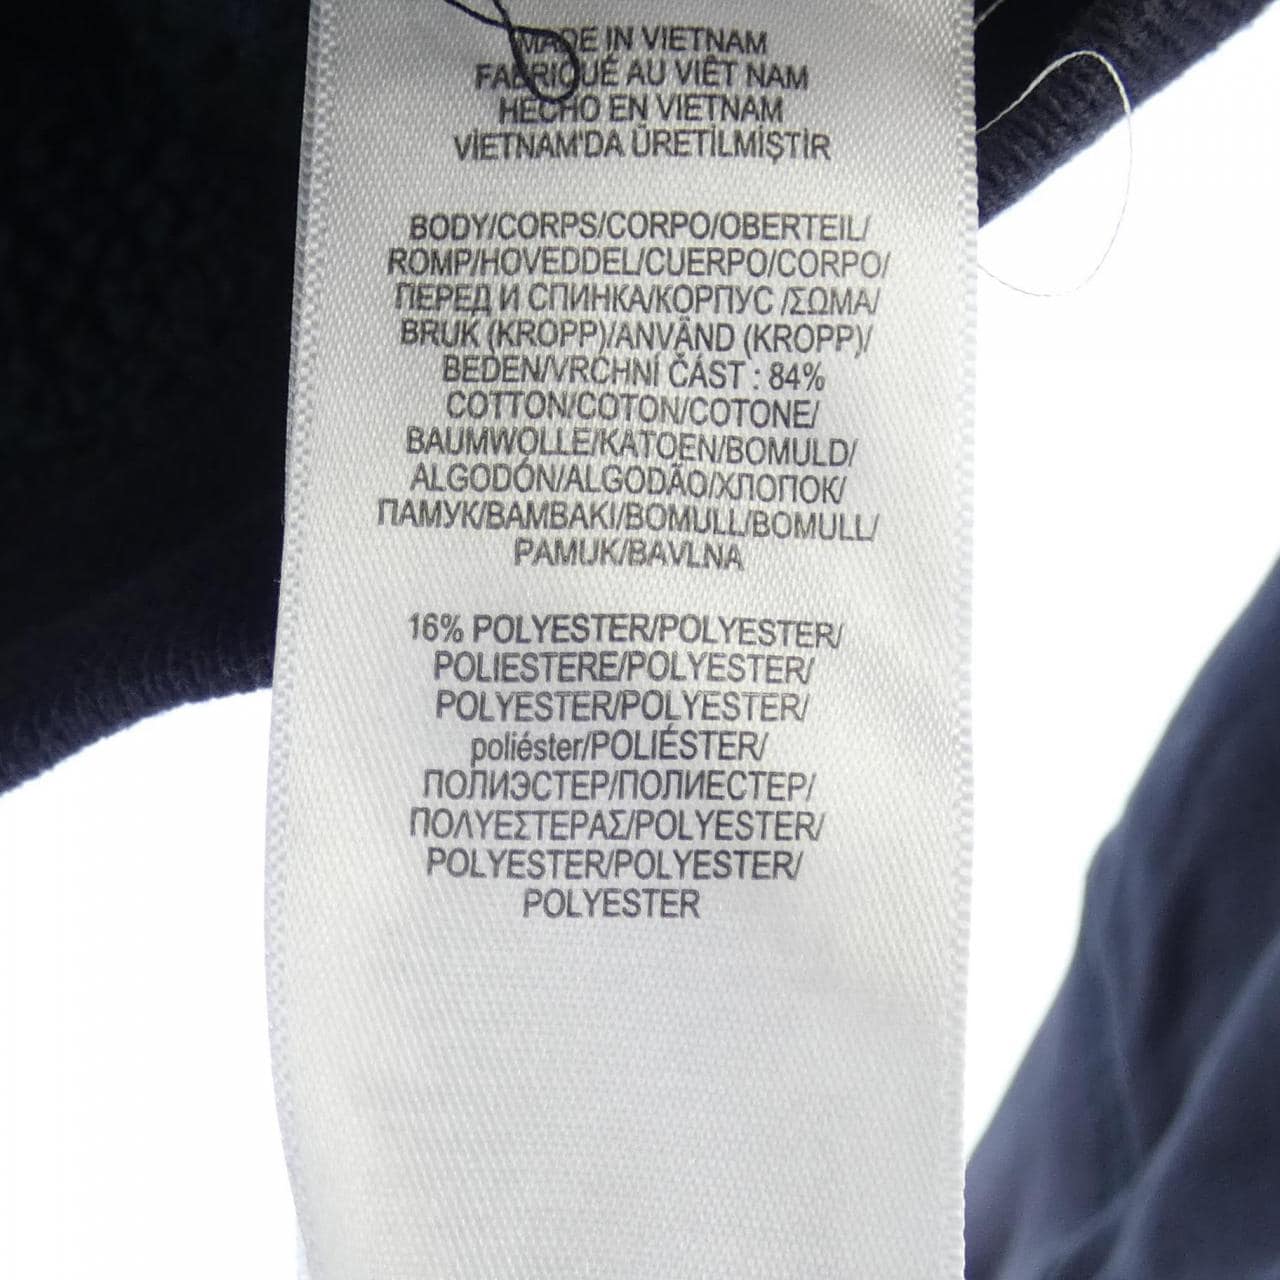 MADE IN VIETNAM
FABRIQUÉ AU VIÊT NAM
HECHO EN VIETNAM
VİETNAM'DA ÜRETİLMİŞTİR
BODY/CORPS/CORPO/OBERTEIL/
ROMP/HOVEDDEL/CUERPO/CORPO/
ПЕРЕД И СПИНКА/КОРПУС /ΣΩΜΑ/
BRUK (KROPP)/ANVÄND (KROPP)/
BEDEN/VRCHNÍ ČÁST : 84%
COTTON/COTON/COTONE/
BAUMWOLLE/KATOEN/BOMULD/
ALGODÓN/ALGODÃO/ХЛОПОК/
ПАМУК/BAMBAKI/BOMULL/BOMULL/
PAMUK/BAVLNA
16% POLYESTER/POLYESTER/
POLIESTERE/POLYESTER/
POLYESTER/POLYESTER/
poliéster/POLIÉSTER/
ПОЛИЭСТЕР/ПОЛИЕСТЕР/
ΠΟΛΥΕΣΤΕΡΑΣ/POLYESTER/
POLYESTER/POLYESTER/
POLYESTER